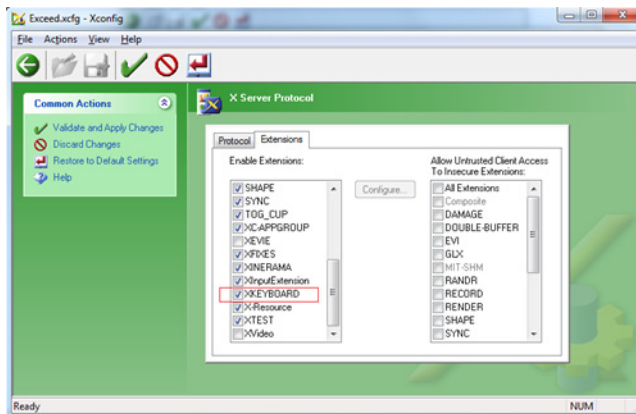 Exceed.xcfg - Xconfig
File Actions View Help
Common Actions
Validate and Apply Changes
Discard Changes
Restore to Default Settings
Help
X Server Protocol
Protocol Extensions
Enable Extensions:
SHAPE
SYNC
TOG_CUP
XC-APPGROUP
XEVIE
XFIXES
XINERAMA
XInputExtension
XKEYBOARD
X-Resource
XTEST
XVideo
Configure...
Allow Untrusted Client Access
To Insecure Extensions:
All Extensions
Composite
DAMAGE
DOUBLE-BUFFER
EVI
GLX
MIT-SHM
RANDR
RECORD
RENDER
SHAPE
SYNC
Ready NUM